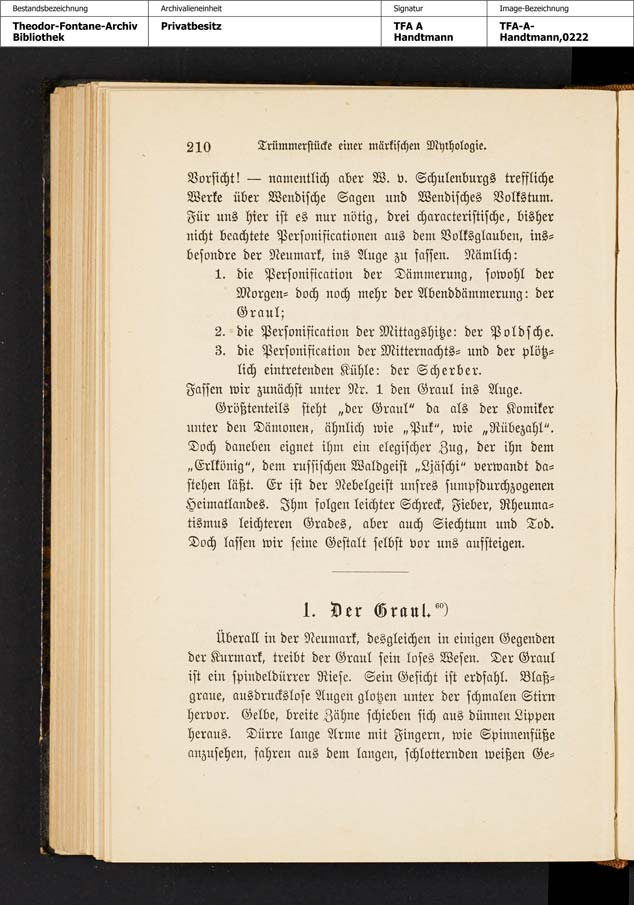 Bestandsbezeichnung
Archivalieneinheit
Signatur
Image-Bezeichnung
Theodor-Fontane-Archiv
Bibliothek
Privatbesitz
TFA A
Handtmann
TFA-A-
Handtmann,0222
210 Trümmerstücke einer märkischen Mythologie.
Vorsicht! — namentlich aber W. v. Schulenburgs treffliche
Werke über Wendische Sagen und Wendisches Volkstum.
Für uns hier ist es nur nötig, drei characteristische, bisher
nicht beachtete Personificationen aus dem Volksglauben, ins-
besondre der Neumark, ins Auge zu fassen. Nämlich:
1. die Personification der Dämmerung, sowohl der
Morgen- doch noch mehr der Abenddämmerung: der
Graul;
2. die Personification der Mittagshitze: der Poldsche.
3. die Personification der Mitternachts- und der plötz-
lich eintretenden Kühle: der Scherber.
Fassen wir zunächst unter Nr. 1 den Graul ins Auge.
Größtenteils steht „der Graul“ da als der Komiker
unter den Dämonen, ähnlich wie „Puk“, wie „Rübezahl“.
Doch daneben eignet ihm ein elegischer Zug, der ihn dem
„Erlkönig“, dem russischen Waldgeist „Ljäschi“ verwandt da-
stehen läßt. Er ist der Nebelgeist unsres sumpfdurchzogenen
Heimatlandes. Ihm folgen leichter Schreck, Fieber, Rheuma-
tismus leichteren Grades, aber auch Siechtum und Tod.
Doch lassen wir seine Gestalt selbst vor uns aufsteigen.
1. Der Graul.⁶⁰)
Überall in der Neumark, desgleichen in einigen Gegenden
der Kurmark, treibt der Graul sein loses Wesen. Der Graul
ist ein spindeldürrer Riese. Sein Gesicht ist erdfahl. Blaß-
graue, ausdruckslose Augen glotzen unter der schmalen Stirn
hervor. Gelbe, breite Zähne schieben sich aus dünnen Lippen
heraus. Dürre lange Arme mit Fingern, wie Spinnenfüße
anzusehen, fahren aus dem langen, schlotternden weißen Ge-